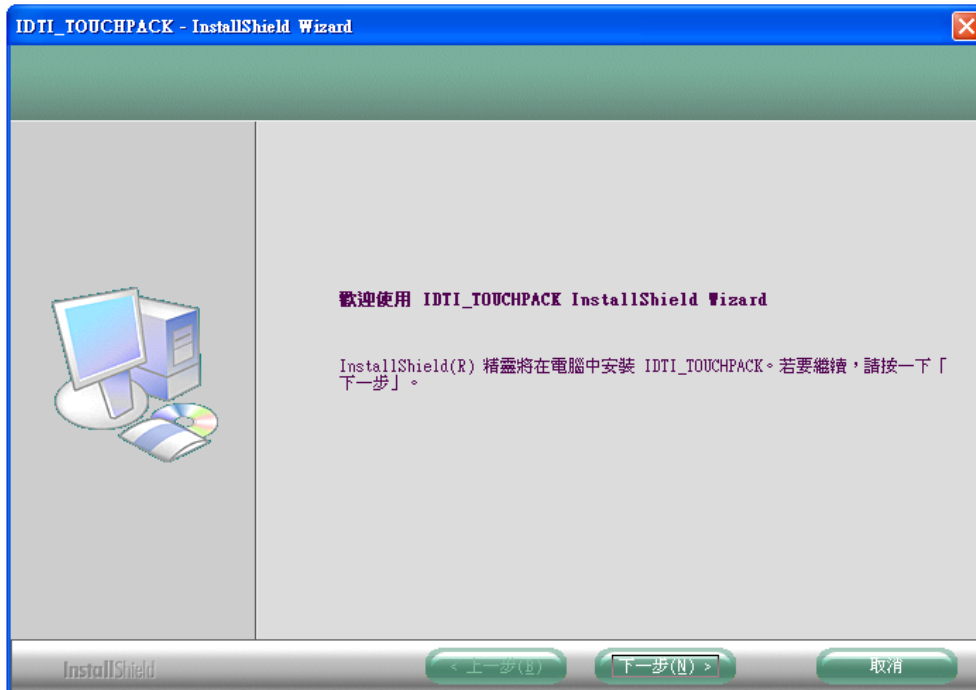 IDTI_TOUCHPACK - InstallShield Wizard
歡迎使用 IDTI_TOUCHPACK InstallShield Wizard
InstallShield(R) 精靈將在電腦中安裝 IDTI_TOUCHPACK。若要繼續，請按一下「
下一步」。
InstallShield
< 上一步(B)
下一步(N) >
取消